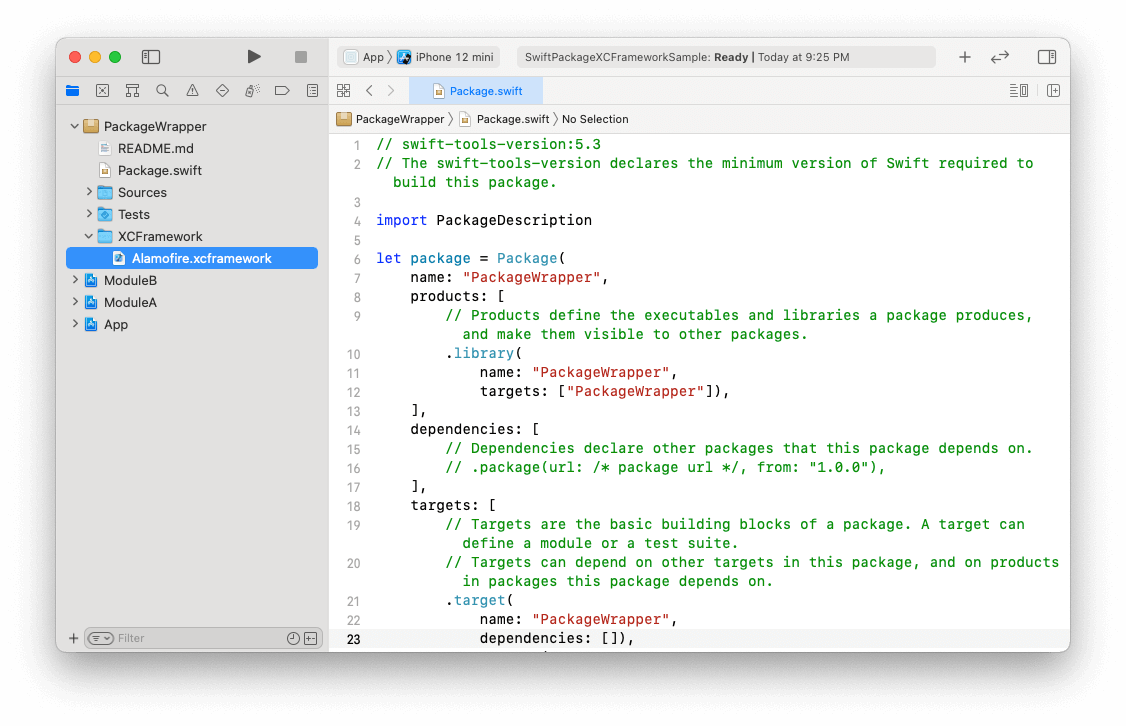 App
iPhone 12 mini
SwiftPackageXCFrameworkSample: Ready | Today at 9:25 PM
Package.swift
PackageWrapper
README.md
Package.swift
Sources
Tests
XCFramework
Alamofire.xcframework
ModuleB
ModuleA
App
Filter
PackageWrapper
Package.swift
No Selection
1 // swift-tools-version:5.3
2 // The swift-tools-version declares the minimum version of Swift required to
build this package.
3
4 import PackageDescription
5
6 let package = Package(
7 name: "PackageWrapper",
8 products: [
9 // Products define the executables and libraries a package produces,
and make them visible to other packages.
10 .library(
11 name: "PackageWrapper",
12 targets: ["PackageWrapper"]),
13 ],
14 dependencies: [
15 // Dependencies declare other packages that this package depends on.
16 // .package(url: /* package url */, from: "1.0.0"),
17 ],
18 targets: [
19 // Targets are the basic building blocks of a package. A target can
define a module or a test suite.
20 // Targets can depend on other targets in this package, and on products
in packages this package depends on.
21 .target(
22 name: "PackageWrapper",
23 dependencies: []),